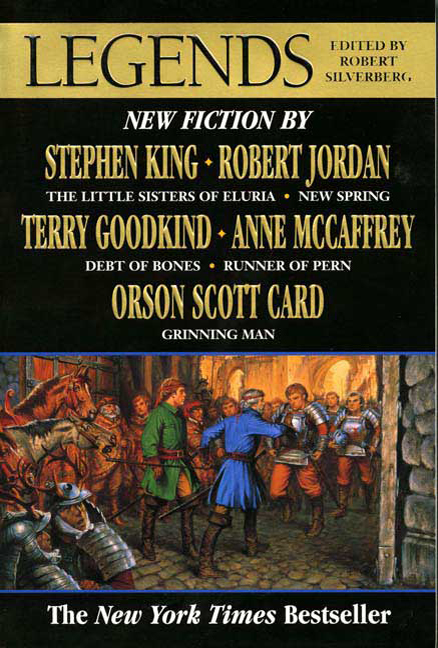 LEGENDS
EDITED BY
ROBERT
SILVERBERG
NEW FICTION BY
STEPHEN KING • ROBERT JORDAN
THE LITTLE SISTERS OF ELURIA • NEW SPRING
TERRY GOODKIND • ANNE MCCAFFREY
DEBT OF BONES • RUNNER OF PERN
ORSON SCOTT CARD
GRINNING MAN
The New York Times Bestseller